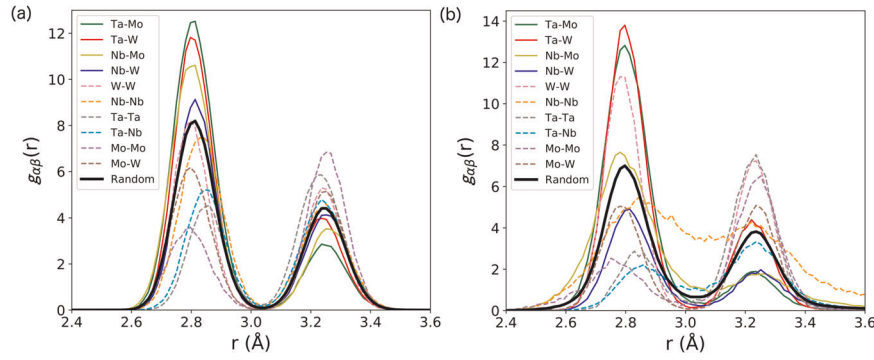 (a)
12
10
8
6
4
2
0
gαβ(r)
Ta-Mo
Ta-W
Nb-Mo
Nb-W
W-W
Nb-Nb
Ta-Ta
Ta-Nb
Mo-Mo
Mo-W
Random
2.4 2.6 2.8 3.0 3.2 3.4 3.6
r (Å)
(b)
14
12
10
8
6
4
2
0
gαβ(r)
Ta-Mo
Ta-W
Nb-Mo
Nb-W
W-W
Nb-Nb
Ta-Ta
Ta-Nb
Mo-Mo
Mo-W
Random
2.4 2.6 2.8 3.0 3.2 3.4 3.6
r (Å)